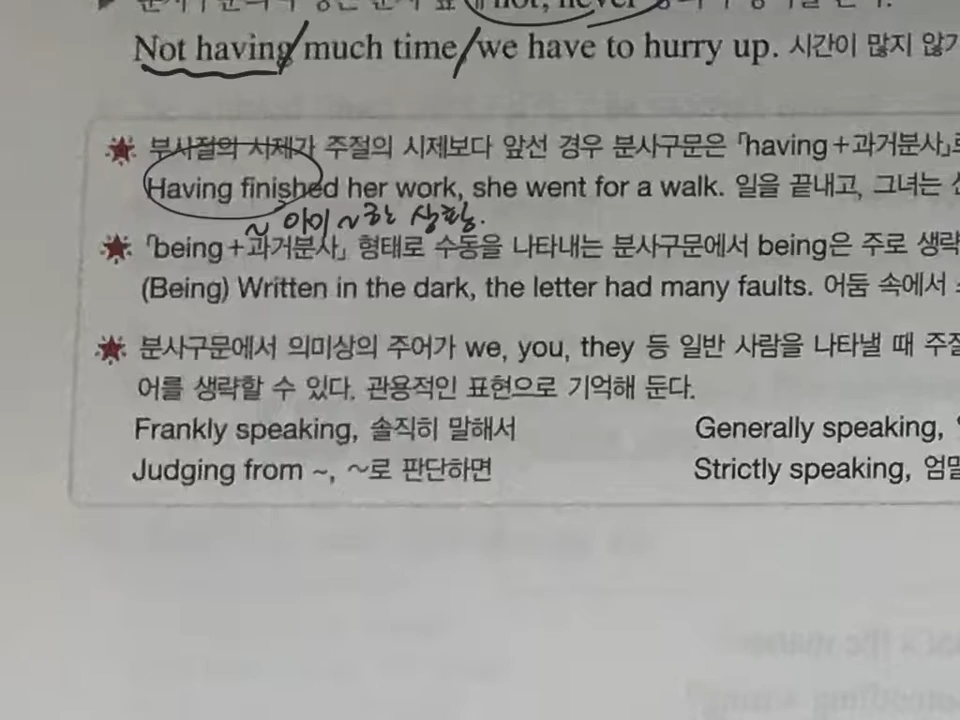 not, never
Not having/much time/we have to hurry up. 시간이 많지 않기
부사절의 시제가 주절의 시제보다 앞선 경우 분사구문은 「having+과거분사」로
Having finished her work, she went for a walk. 일을 끝내고, 그녀는
~ 이미 ~한 상황.
「being+과거분사」 형태로 수동을 나타내는 분사구문에서 being은 주로 생략
(Being) Written in the dark, the letter had many faults. 어둠 속에서
분사구문에서 의미상의 주어가 we, you, they 등 일반 사람을 나타낼 때 주절
어를 생략할 수 있다. 관용적인 표현으로 기억해 둔다.
Frankly speaking, 솔직히 말해서 Generally speaking,
Judging from ~, ~로 판단하면 Strictly speaking, 엄밀